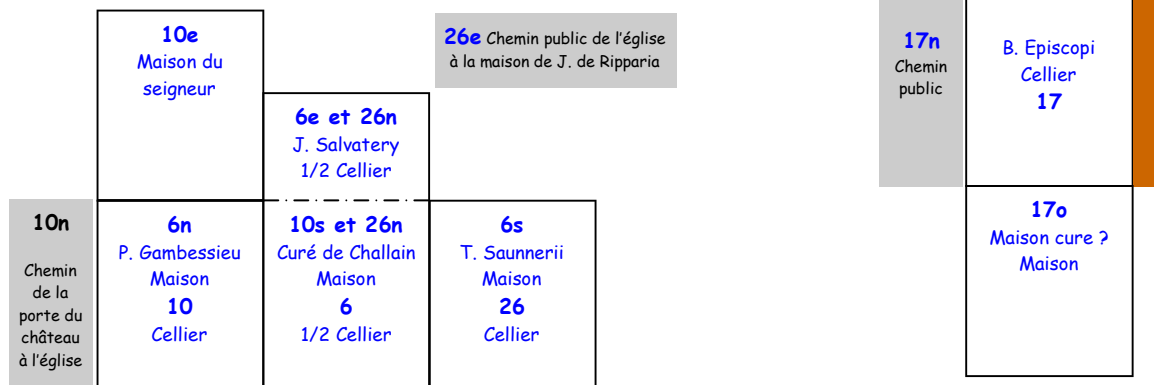 10e
Maison du
seigneur
26e Chemin public de l'église
à la maison de J. de Ripparia
6e et 26n
J. Salvatery
1/2 Cellier
10n
Chemin
de la
porte du
château
à l'église
6n
P. Gambessieu
Maison
10
Cellier
10s et 26n
Curé de Challain
Maison
6
1/2 Cellier
6s
T. Saunnerii
Maison
26
Cellier
17n
Chemin
public
B. Episcopi
Cellier
17
17o
Maison cure ?
Maison